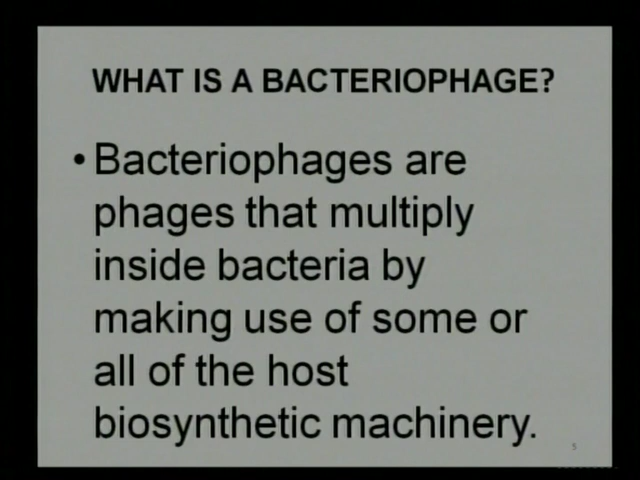 WHAT IS A BACTERIOPHAGE?
• Bacteriophages are
phages that multiply
inside bacteria by
making use of some or
all of the host
biosynthetic machinery.
5